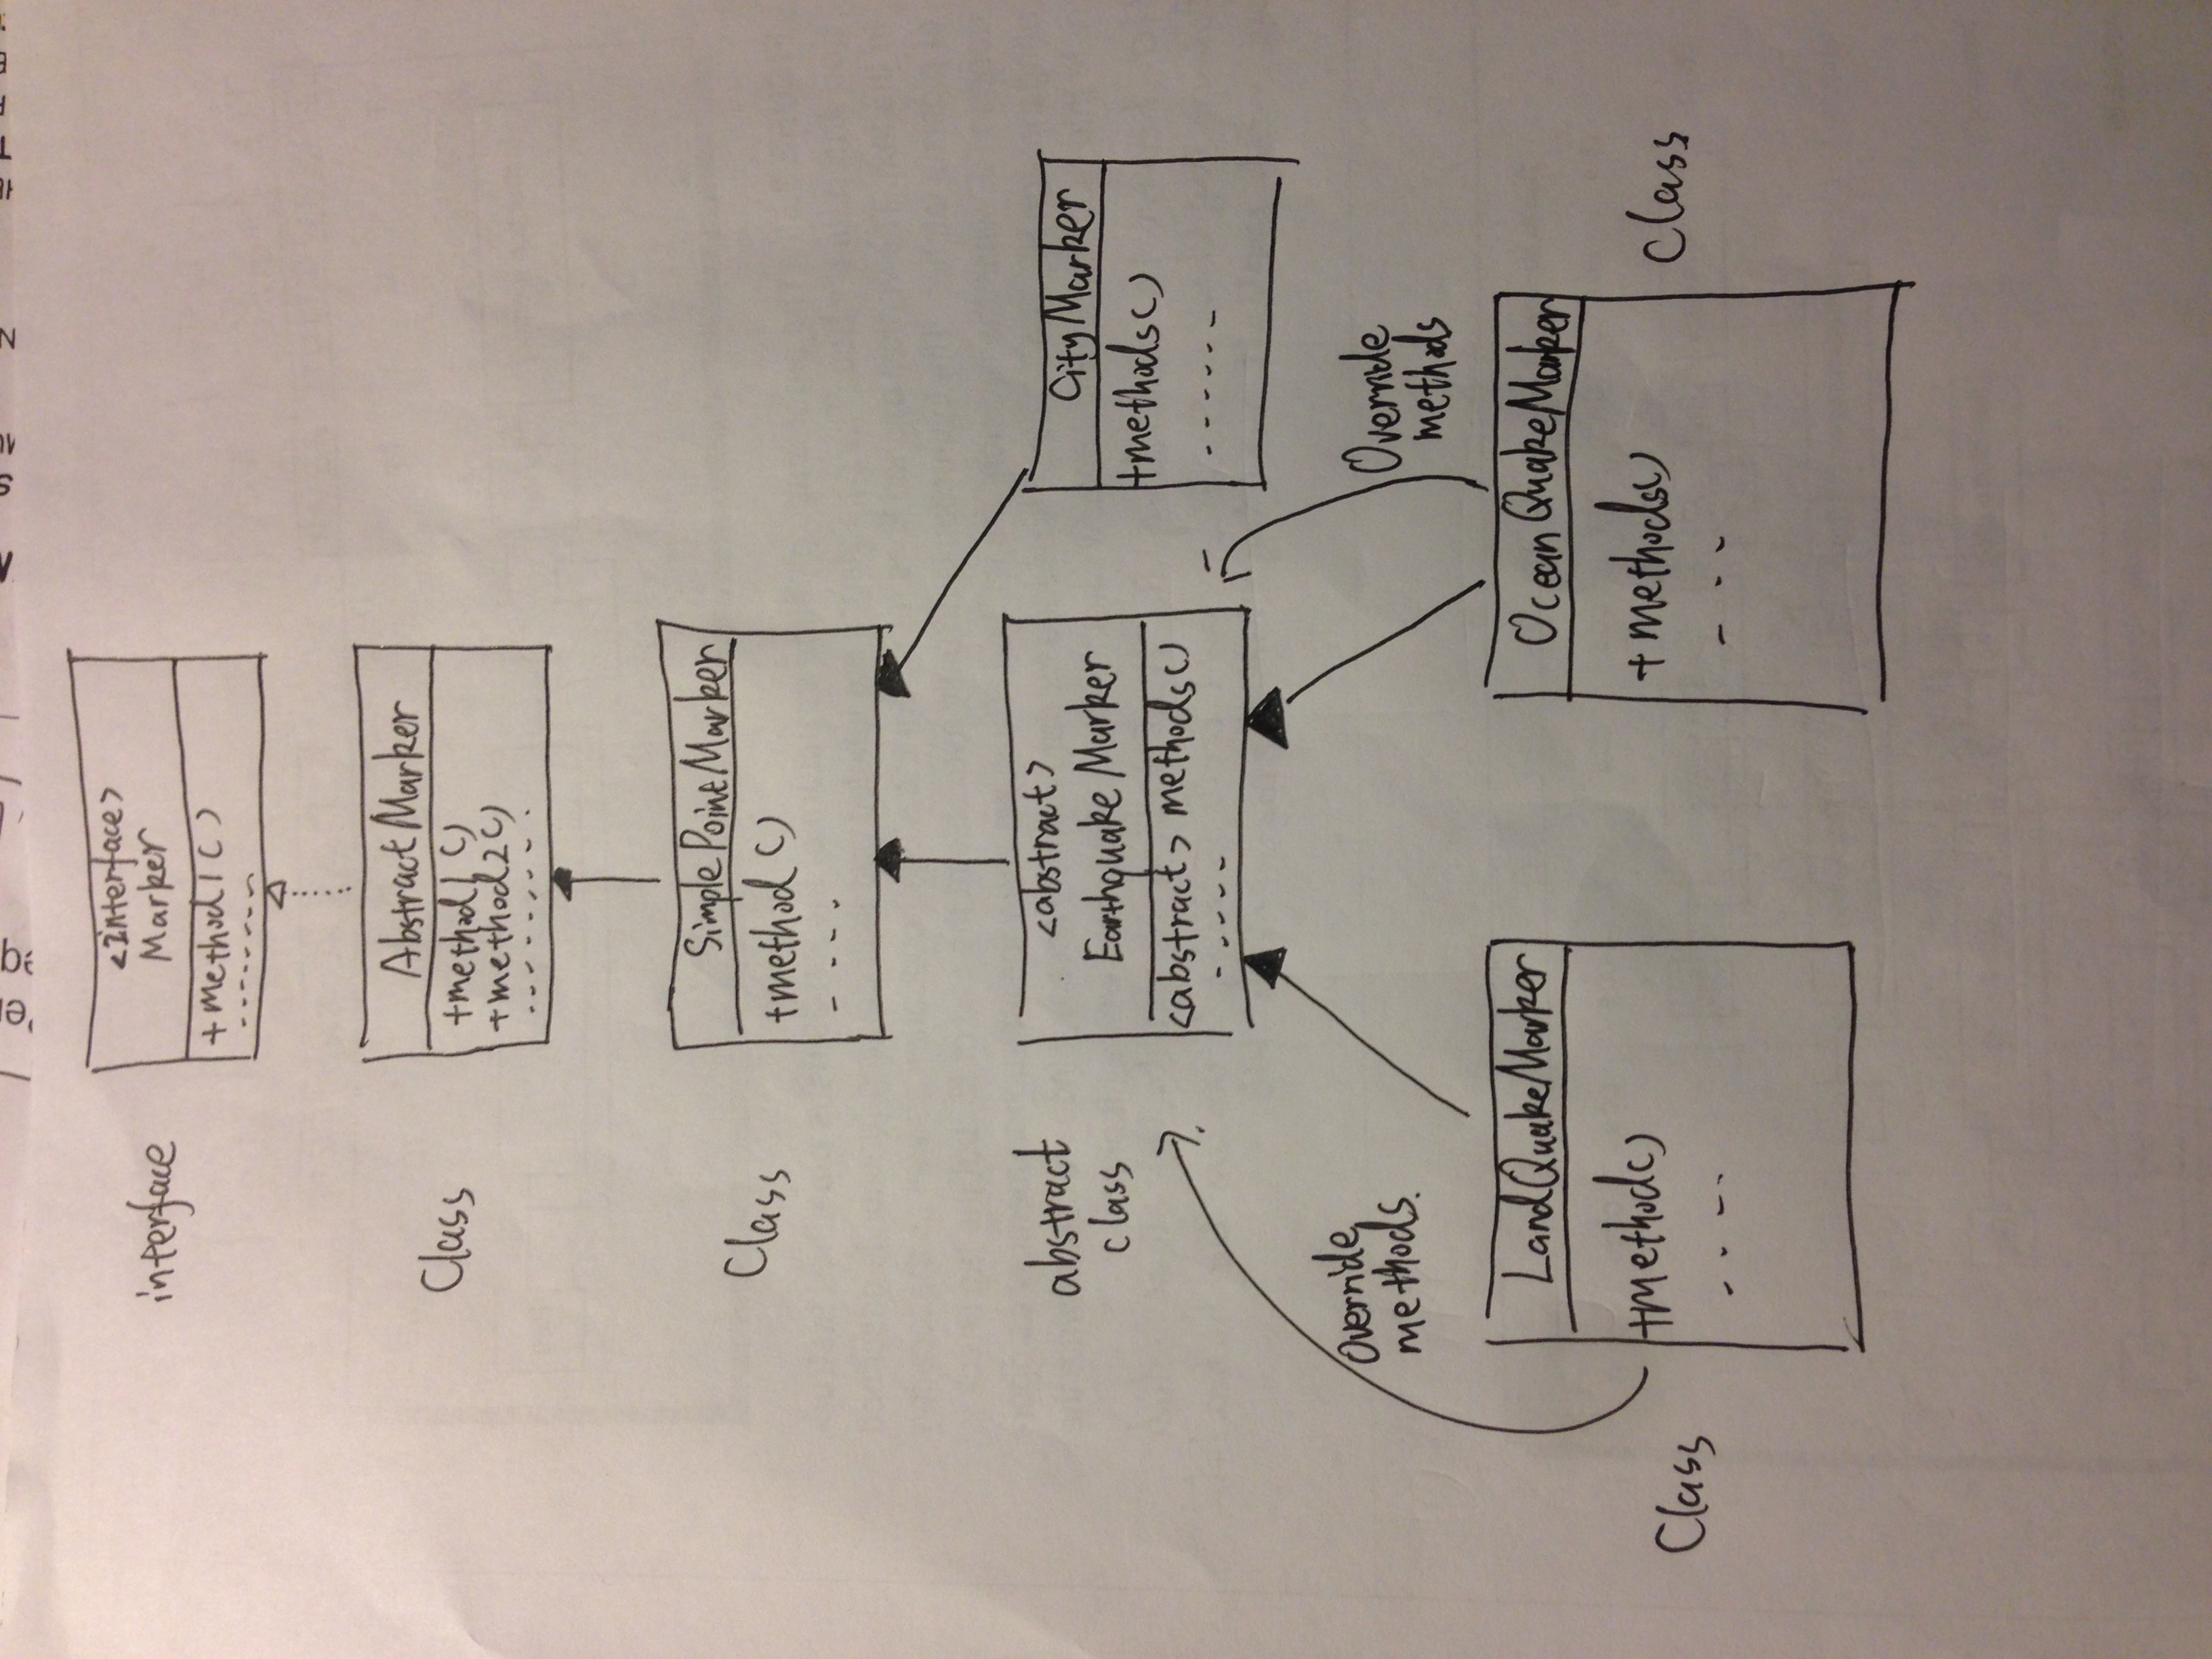 <interface>
Marker
interface
+method1()
AbstractMarker
Class
+method1()
+method2()
SimplePointMarker
Class
+method()
<abstract>
EarthquakeMarker
abstract
class
<abstract> methods()
CityMarker
+methods()
Override
methods.
Override
methods
LandQuakeMarker
+method()
Class
OceanQuakeMarker
+methods()
Class